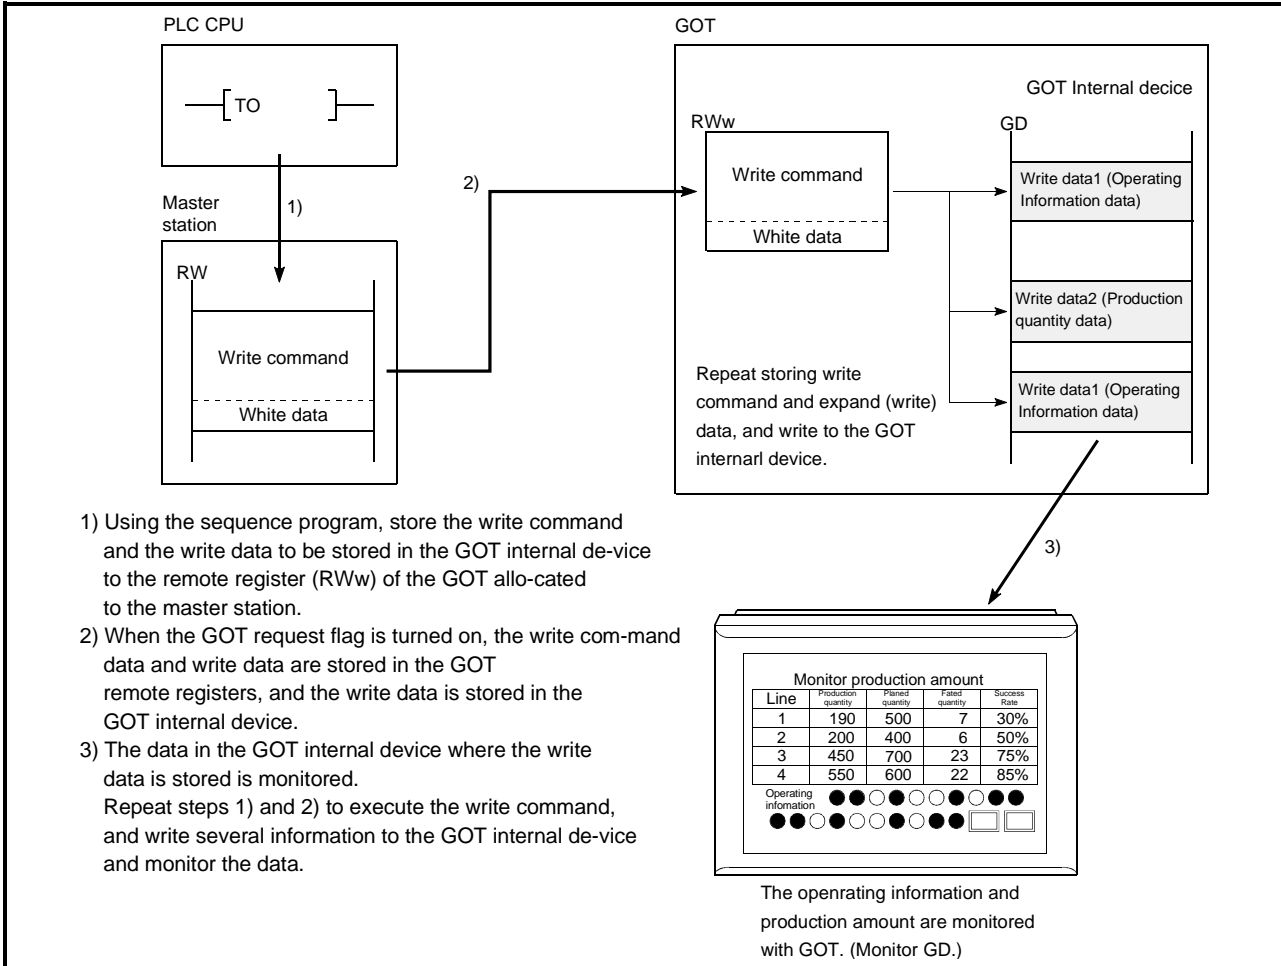 PLC CPU
TO
1)
Master
station
RW
Write command
White data
2)
GOT
GOT Internal decice
RWw
GD
Write command
White data
Write data1 (Operating
Information data)
Write data2 (Production
quantity data)
Write data1 (Operating
Information data)
Repeat storing write
command and expand (write)
data, and write to the GOT
internarl device.
3)
1) Using the sequence program, store the write command
and the write data to be stored in the GOT internal de-vice
to the remote register (RWw) of the GOT allo-cated
to the master station.
2) When the GOT request flag is turned on, the write com-mand
data and write data are stored in the GOT
remote registers, and the write data is stored in the
GOT internal device.
3) The data in the GOT internal device where the write
data is stored is monitored.
Repeat steps 1) and 2) to execute the write command,
and write several information to the GOT internal de-vice
and monitor the data.
Monitor production amount
Line Production quantity Planed quantity Fated quantity Success Rate
1 190 500 7 30%
2 200 400 6 50%
3 450 700 23 75%
4 550 600 22 85%
Operating
infomation
The openrating information and
production amount are monitored
with GOT. (Monitor GD.)